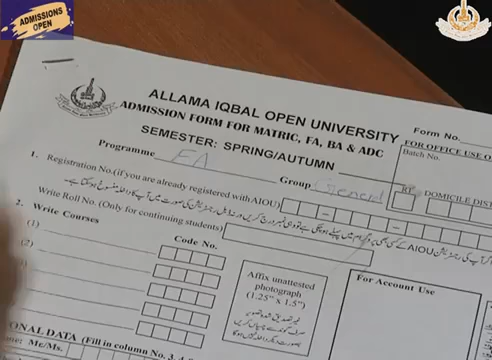 ADMISSIONS
OPEN
ALLAMA IQBAL OPEN UNIVERSITY
ADMISSION FORM FOR MATRIC, FA, BA & ADC
SEMESTER: SPRING/AUTUMN
Form No.
FOR OFFICE USE O
Batch No.
Programme FA
Group General
RF DOMICILE DIST
1. Registration No. (if you are already registered with AIOU)
Write Roll No. (Only for continuing students)
2. Write Courses
Code No.
(1)
(2)
Affix unattested
photograph
(1.25" x 1.5")
For Account Use
ONAL DATA (Fill in column No. 3, 4
me: Mr./Ms.